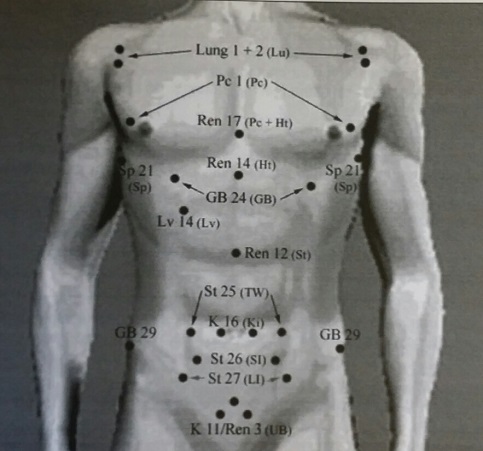 Lung 1 + 2 (Lu)
Pc 1 (Pc)
Ren 17 (Pc + Ht)
Ren 14 (Ht)
Sp 21
(Sp)
Sp 21
(Sp)
GB 24 (GB)
Lv 14 (Lv)
Ren 12 (St)
St 25 (TW)
K 16 (Ki)
GB 29
GB 29
St 26 (SI)
St 27 (LI)
K 11/Ren 3 (UB)